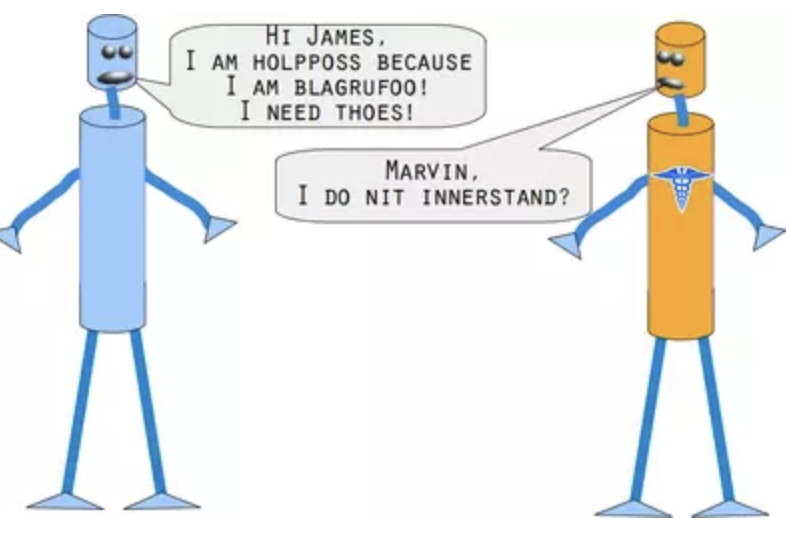 Hi James,
I am holpposs because
I am blagrufoo!
I need thoes!
Marvin,
I do nit innerstand?